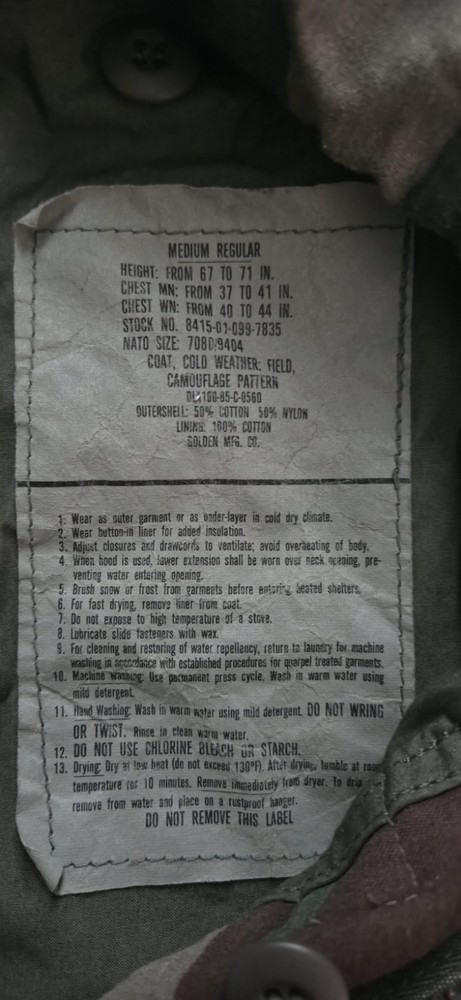 MEDIUM REGULAR
HEIGHT: FROM 67 TO 71 IN.
CHEST MN: FROM 37 TO 41 IN.
CHEST WN: FROM 40 TO 44 IN.
STOCK NO. 8415-01-099-7835
NATO SIZE: 7080/9404
COAT, COLD WEATHER: FIELD,
CAMOUFLAGE PATTERN
DLA100-85-C-0560
OUTERSHELL: 50% COTTON 50% NYLON
LINING: 100% COTTON
GOLDEN MFG. CO.
1. Wear as outer garment or as under-layer in cold dry climate.
2. Wear button-in liner for added insulation.
3. Adjust closures and drawcords to ventilate; avoid overheating of body.
4. When hood is used, lower extension shall be worn over neck opening, pre-
venting water entering opening.
5. Brush snow or frost from garments before entering heated shelters.
6. For fast drying, remove liner from coat.
7. Do not expose to high temperature of a stove.
8. Lubricate slide fasteners with wax.
9. For cleaning and restoring of water repellency, return to laundry for machine
washing in accordance with established procedures for quarpel treated garments.
10. Machine washing: Use permanent press cycle. Wash in warm water using
mild detergent.
11. Hand Washing: Wash in warm water using mild detergent. DO NOT WRING
OR TWIST. Rinse in clean warm water.
12. DO NOT USE CHLORINE BLEACH OR STARCH.
13. Drying: Dry at low heat (do not exceed 130°F). After drying, tumble at room
temperature for 10 minutes. Remove immediately from dryer. To drip
remove from water and place on a rustproof hanger.
DO NOT REMOVE THIS LABEL